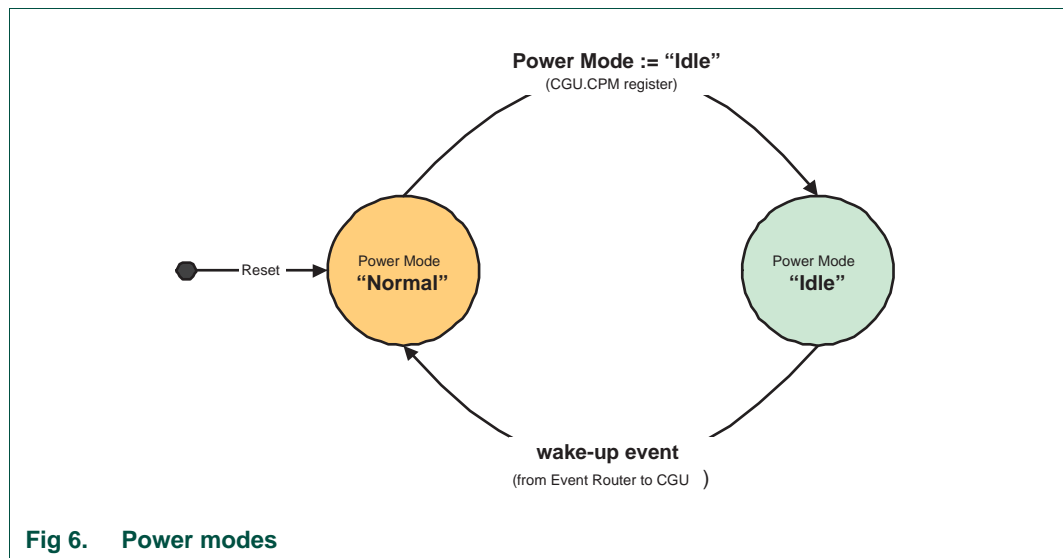 Power Mode := “Idle”
(CGU.CPM register)
Reset
Power Mode
“Normal”
Power Mode
“Idle”
wake-up event
(from Event Router to CGU )
Fig 6. Power modes